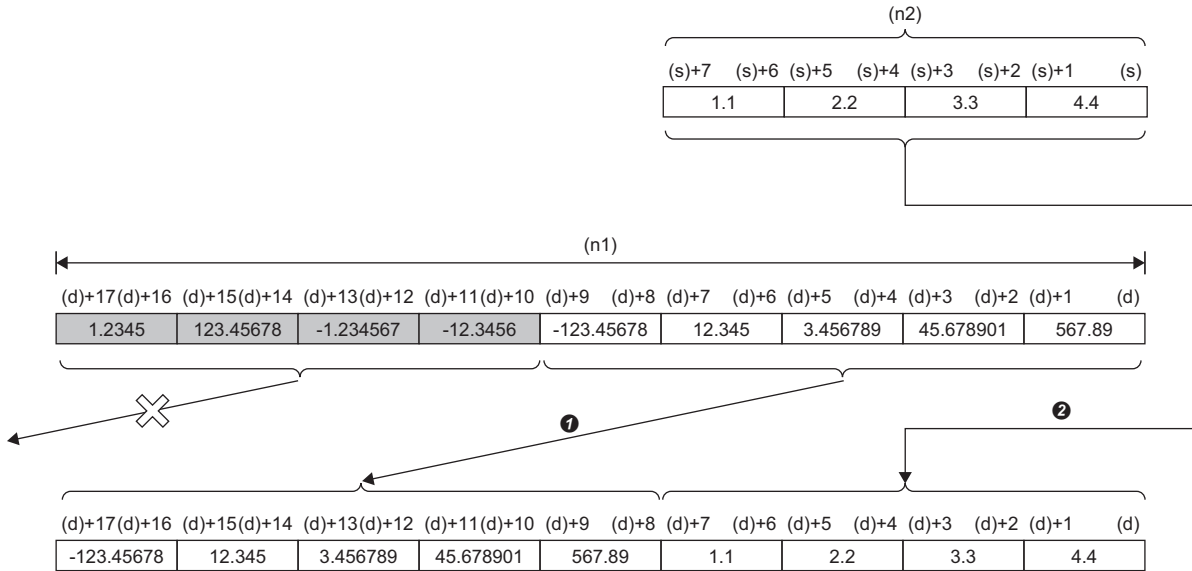 (n2)
(s)+7 (s)+6 (s)+5 (s)+4 (s)+3 (s)+2 (s)+1 (s)
1.1 2.2 3.3 4.4
(n1)
(d)+17(d)+16 (d)+15(d)+14 (d)+13(d)+12 (d)+11(d)+10 (d)+9 (d)+8 (d)+7 (d)+6 (d)+5 (d)+4 (d)+3 (d)+2 (d)+1 (d)
1.2345 123.45678 -1.234567 -12.3456 -123.45678 12.345 3.456789 45.678901 567.89
❶ ❷
(d)+17(d)+16 (d)+15(d)+14 (d)+13(d)+12 (d)+11(d)+10 (d)+9 (d)+8 (d)+7 (d)+6 (d)+5 (d)+4 (d)+3 (d)+2 (d)+1 (d)
-123.45678 12.345 3.456789 45.678901 567.89 1.1 2.2 3.3 4.4